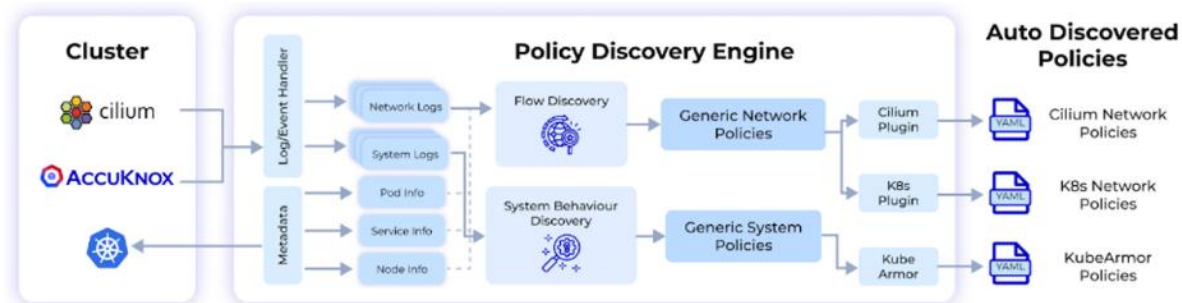 Cluster
cilium
ACCUKNOX
Policy Discovery Engine
Log/Event Handler
Metadata
Network Logs
System Logs
Pod Info
Service Info
Node Info
Flow Discovery
System Behaviour
Discovery
Generic Network
Policies
Generic System
Policies
Cilium
Plugin
K8s
Plugin
Kube
Armor
Auto Discovered
Policies
YAML
Cilium Network
Policies
YAML
K8s Network
Policies
YAML
KubeArmor
Policies